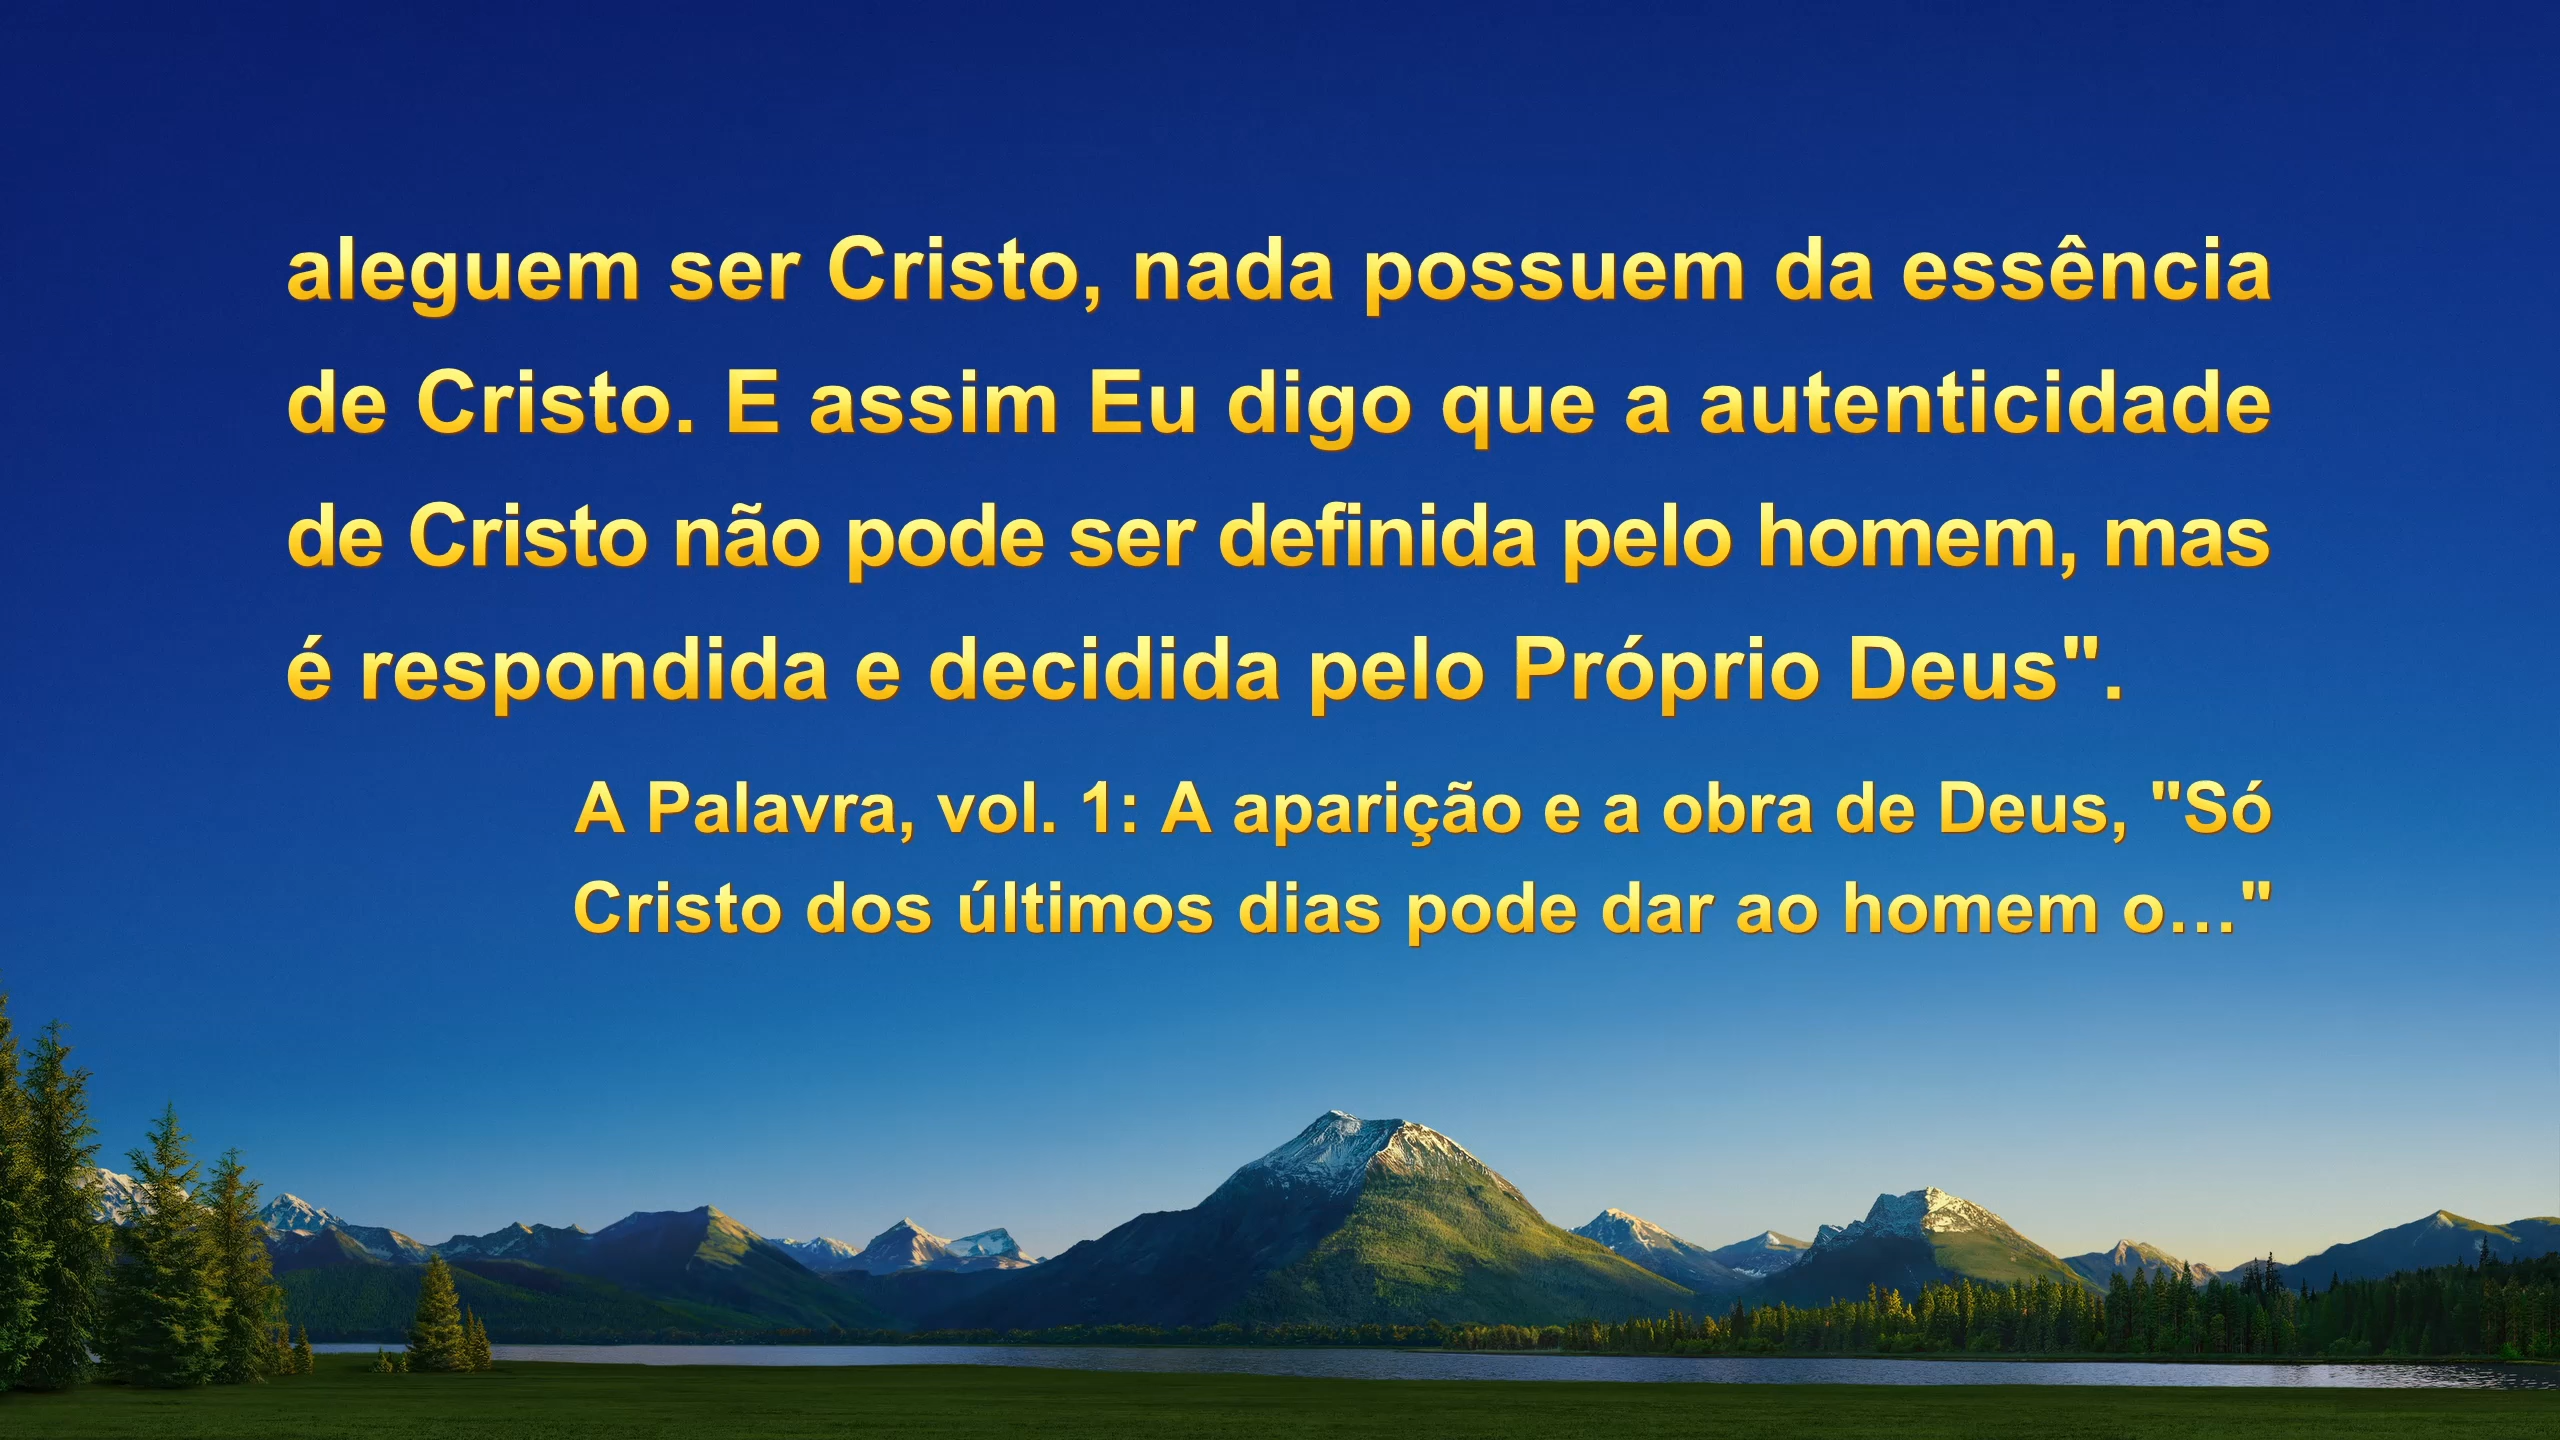 aleguem ser Cristo, nada possuem da essência
de Cristo. E assim Eu digo que a autenticidade
de Cristo não pode ser definida pelo homem, mas
é respondida e decidida pelo Próprio Deus".
A Palavra, vol. 1: A aparição e a obra de Deus, "Só
Cristo dos últimos dias pode dar ao homem o…"